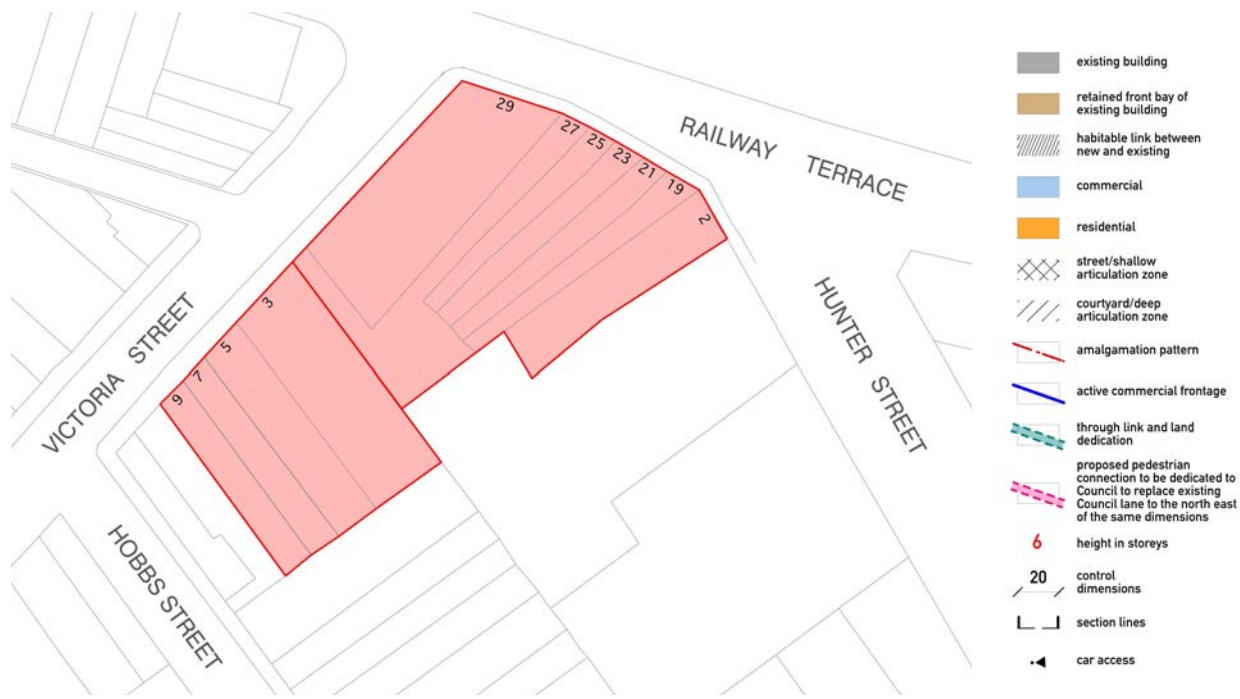 29
27
25
23
21
19
2
RAILWAY TERRACE
3
5
7
9
VICTORIA STREET
HUNTER STREET
HOBBS STREET
existing building
retained front bay of
existing building
habitable link between
new and existing
commercial
residential
street/shallow
articulation zone
courtyard/deep
articulation zone
amalgamation pattern
active commercial frontage
through link and land
dedication
proposed pedestrian
connection to be dedicated to
Council to replace existing
Council lane to the north east
of the same dimensions
6 height in storeys
20 control
dimensions
section lines
car access